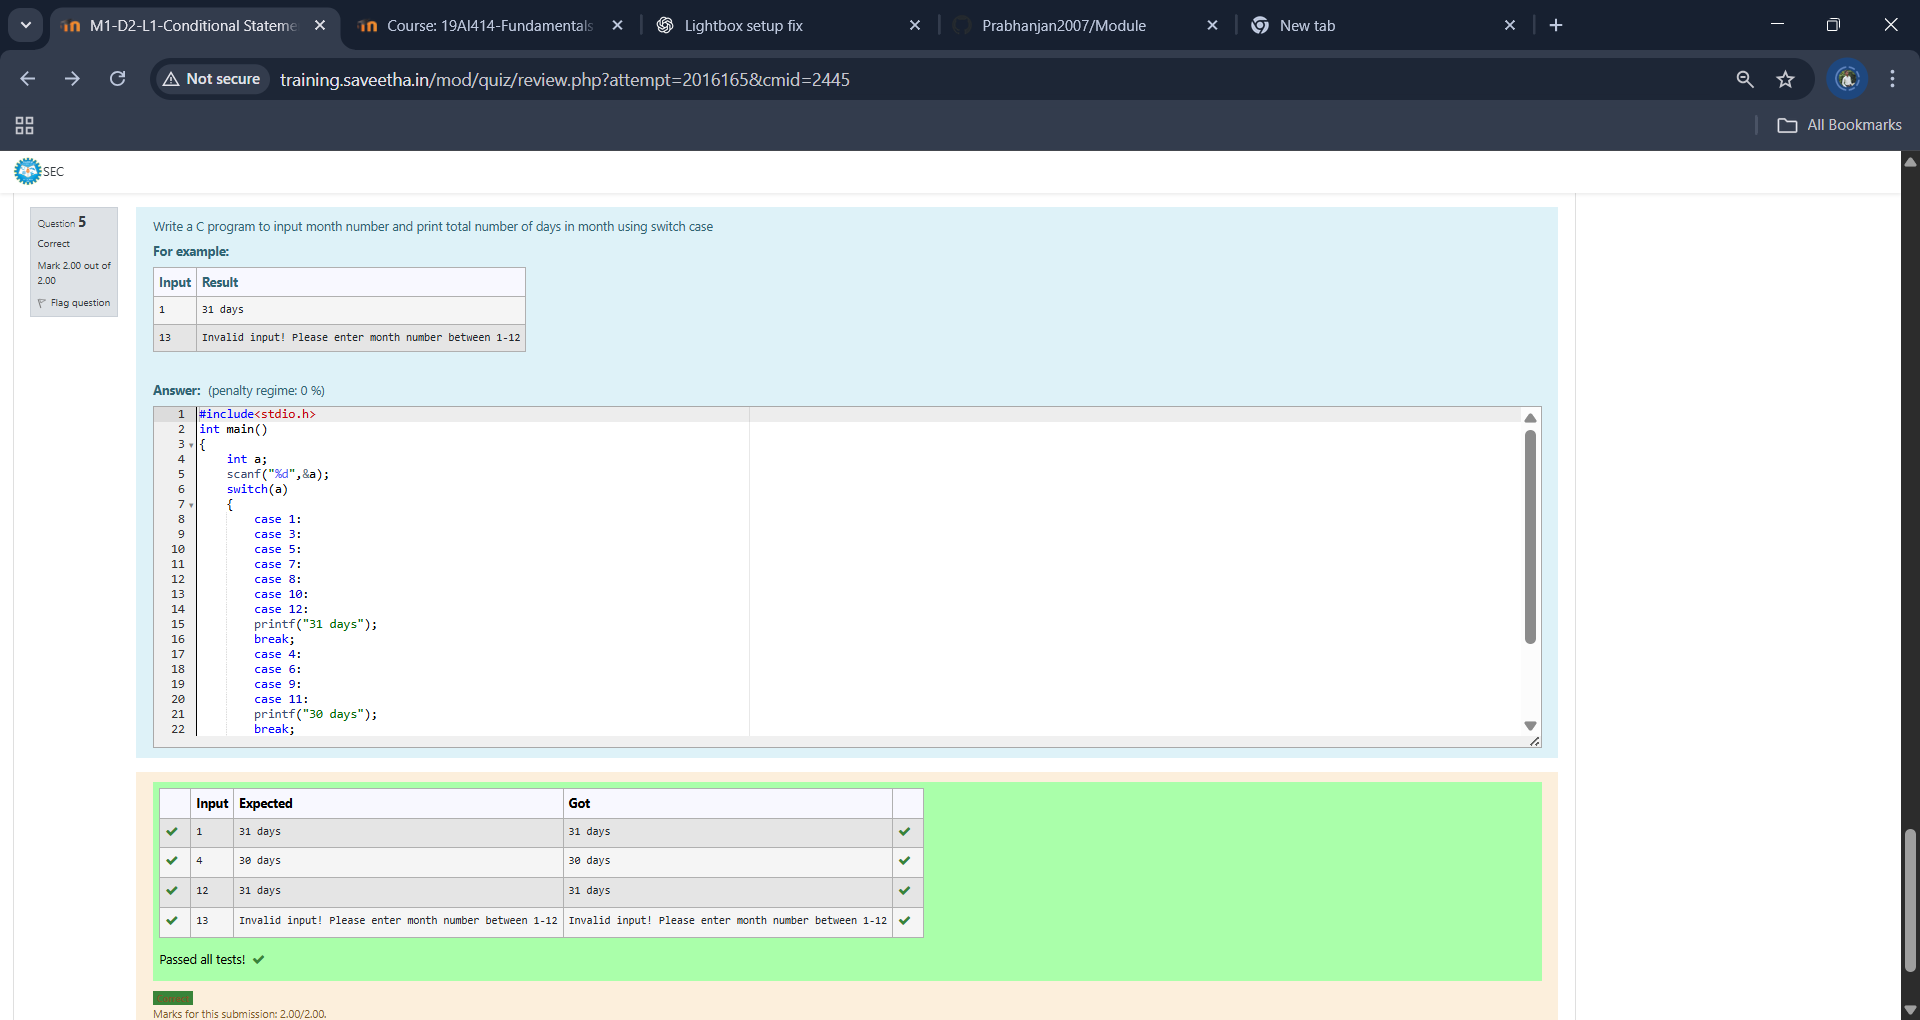 M1-D2-L1-Conditional Stateme
Course: 19AI414-Fundamentals
Lightbox setup fix
Prabhanjan2007/Module
New tab
Not secure
training.saveetha.in/mod/quiz/review.php?attempt=2016165&cmid=2445
All Bookmarks
SEC
Question 5
Correct
Mark 2.00 out of
2.00
Flag question
Write a C program to input month number and print total number of days in month using switch case
For example:
Input Result
1 31 days
13 Invalid input! Please enter month number between 1-12
Answer: (penalty regime: 0 %)
1 #include<stdio.h>
2 int main()
3 {
4 int a;
5 scanf("%d",&a);
6 switch(a)
7 {
8 case 1:
9 case 3:
10 case 5:
11 case 7:
12 case 8:
13 case 10:
14 case 12:
15 printf("31 days");
16 break;
17 case 4:
18 case 6:
19 case 9:
20 case 11:
21 printf("30 days");
22 break;
Input Expected Got
1 31 days 31 days
4 30 days 30 days
12 31 days 31 days
13 Invalid input! Please enter month number between 1-12 Invalid input! Please enter month number between 1-12
Passed all tests!
Marks for this submission: 2.00/2.00.